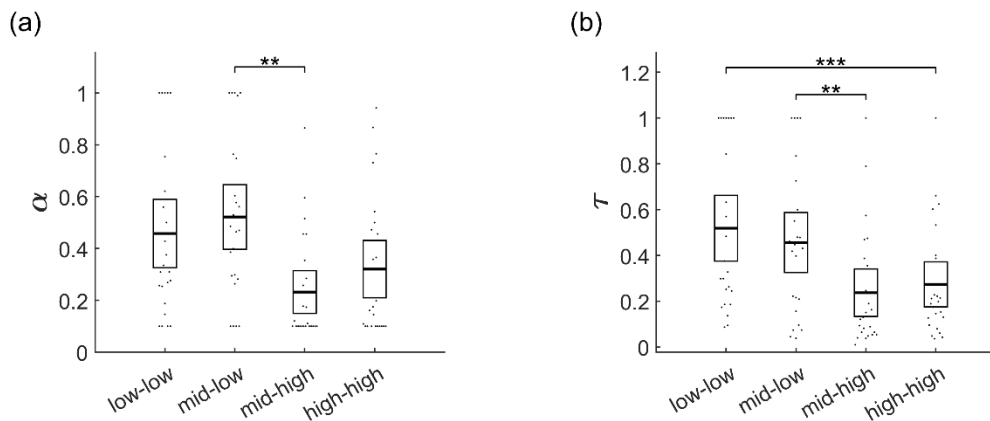 (a)
**
1
0.8
0.6
0.4
0.2
0
α
low-low
mid-low
mid-high
high-high
(b)
***
**
1.2
1
0.8
0.6
0.4
0.2
0
τ
low-low
mid-low
mid-high
high-high